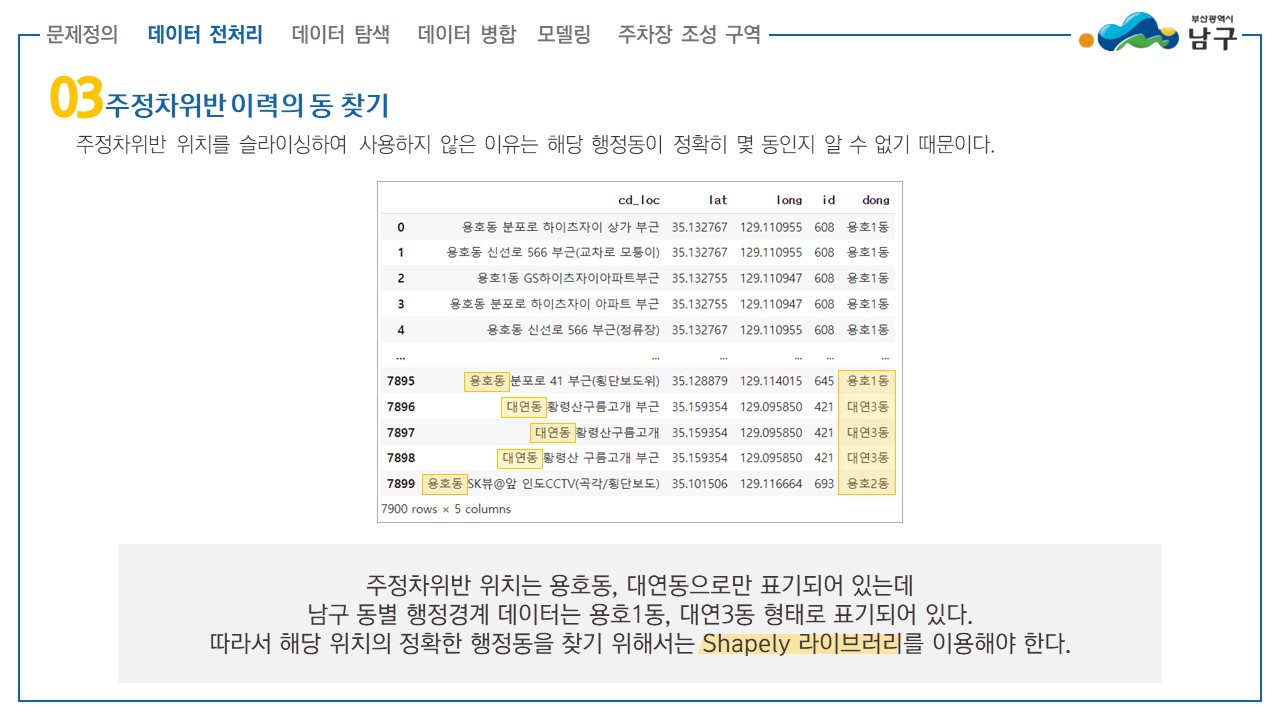 문제정의 데이터 전처리 데이터 탐색 데이터 병합 모델링 주차장 조성 구역
부산광역시
남구
03 주정차위반 이력의 동 찾기
주정차위반 위치를 슬라이싱하여 사용하지 않은 이유는 해당 행정동이 정확히 몇 동인지 알 수 없기 때문이다.
cd_loc lat long id dong
0 용호동 분포로 하이츠자이 상가 부근 35.132767 129.110955 608 용호1동
1 용호동 신선로 566 부근(교차로 모퉁이) 35.132767 129.110955 608 용호1동
2 용호1동 GS하이츠자이아파트부근 35.132755 129.110947 608 용호1동
3 용호동 분포로 하이츠자이 아파트 부근 35.132755 129.110947 608 용호1동
4 용호동 신선로 566 부근(정류장) 35.132767 129.110955 608 용호1동
... ... ... ... ... ...
7895 용호동 분포로 41 부근(횡단보도위) 35.128879 129.114015 645 용호1동
7896 대연동 황령산구름고개 부근 35.159354 129.095850 421 대연3동
7897 대연동 황령산구름고개 35.159354 129.095850 421 대연3동
7898 대연동 황령산 구름고개 부근 35.159354 129.095850 421 대연3동
7899 용호동 SK뷰@앞 인도CCTV(곡각/횡단보도) 35.101506 129.116664 693 용호2동
7900 rows × 5 columns
주정차위반 위치는 용호동, 대연동으로만 표기되어 있는데
남구 동별 행정경계 데이터는 용호1동, 대연3동 형태로 표기되어 있다.
따라서 해당 위치의 정확한 행정동을 찾기 위해서는 Shapely 라이브러리를 이용해야 한다.